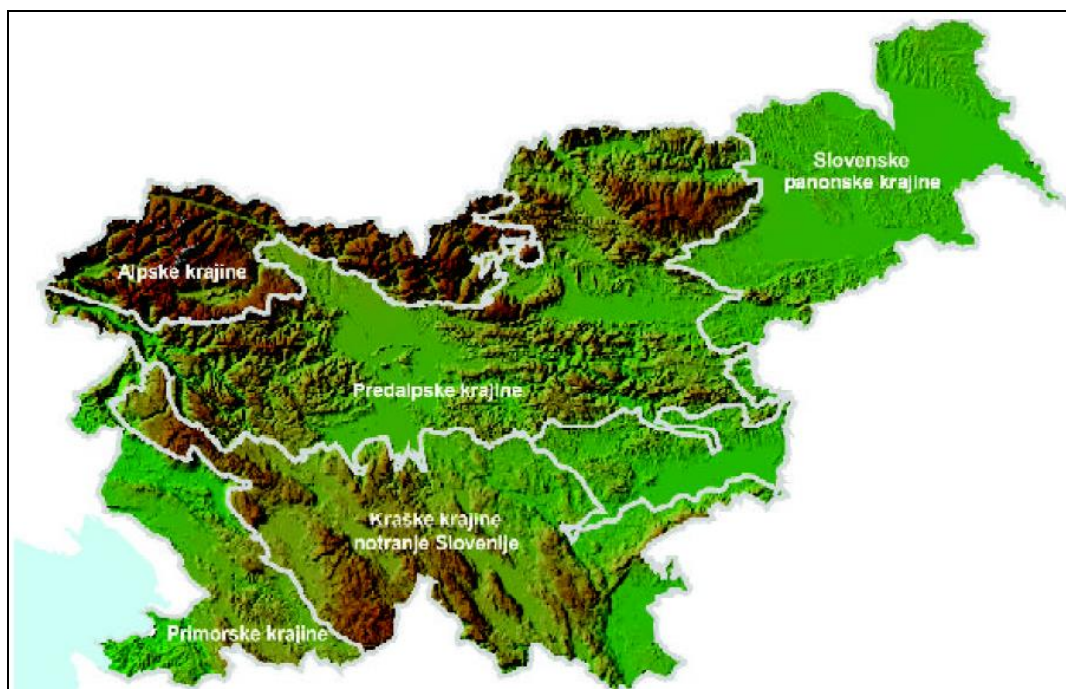 Slovenske
panonske krajine
Alpske krajine
Predalpske krajine
Kraške krajine
notranje Slovenije
Primorske krajine